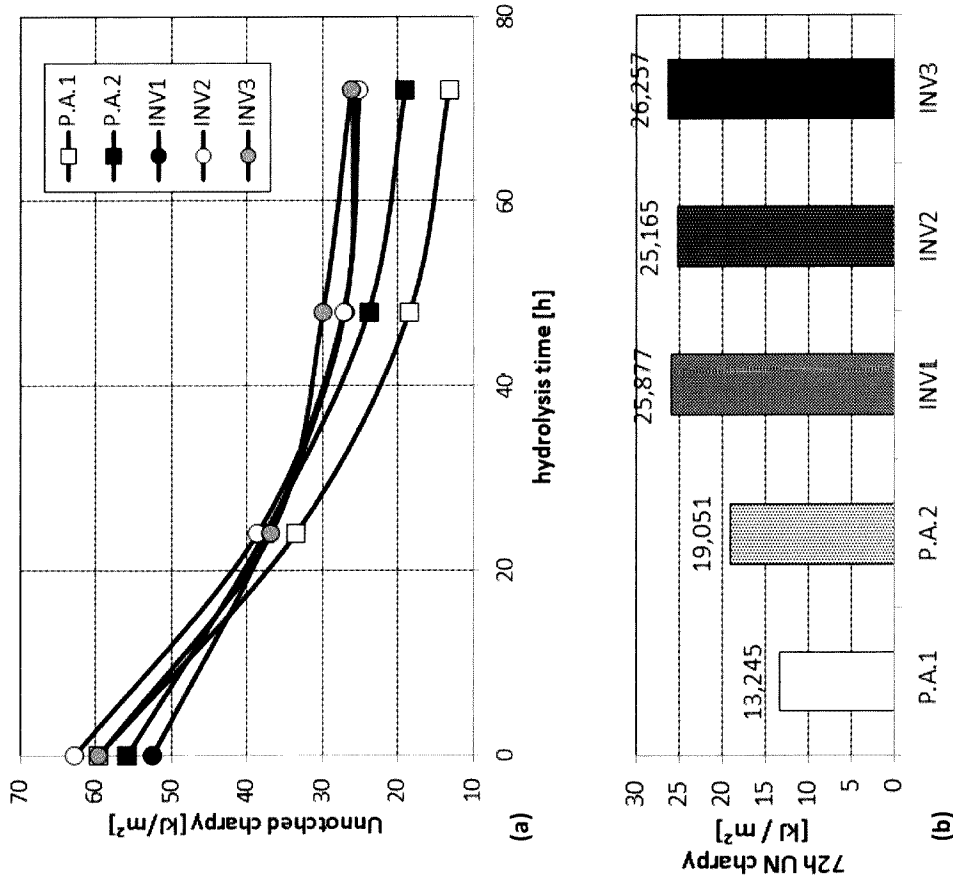 70
60
50
40
30
20
10
Unnotched charpy [kJ/m²]
0
20
40
60
80
hydrolysis time [h]
P.A.1
P.A.2
INV1
INV2
INV3
(a)
30
25
20
15
10
5
0
72h UN charpy
[kJ / m²]
13,245
19,051
25,877
25,165
26,257
P.A.1
P.A.2
INV1
INV2
INV3
(b)